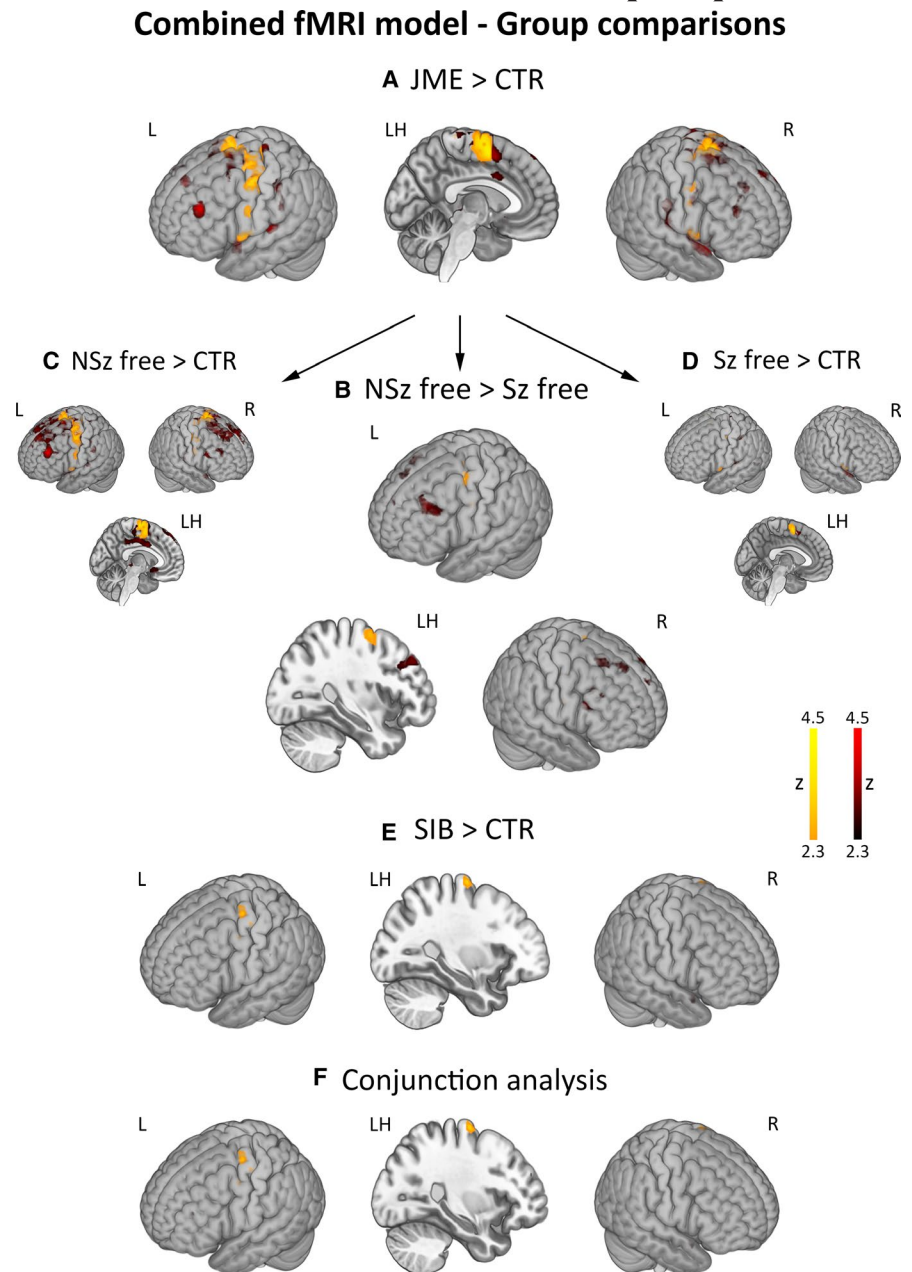 Combined fMRI model - Group comparisons
A JME > CTR
L
LH
R
C NSz free > CTR
D Sz free > CTR
B NSz free > Sz free
L
R
L
L
R
LH
LH
LH
R
4.5 4.5
z z
2.3 2.3
E SIB > CTR
L
LH
R
F Conjunction analysis
L
LH
R